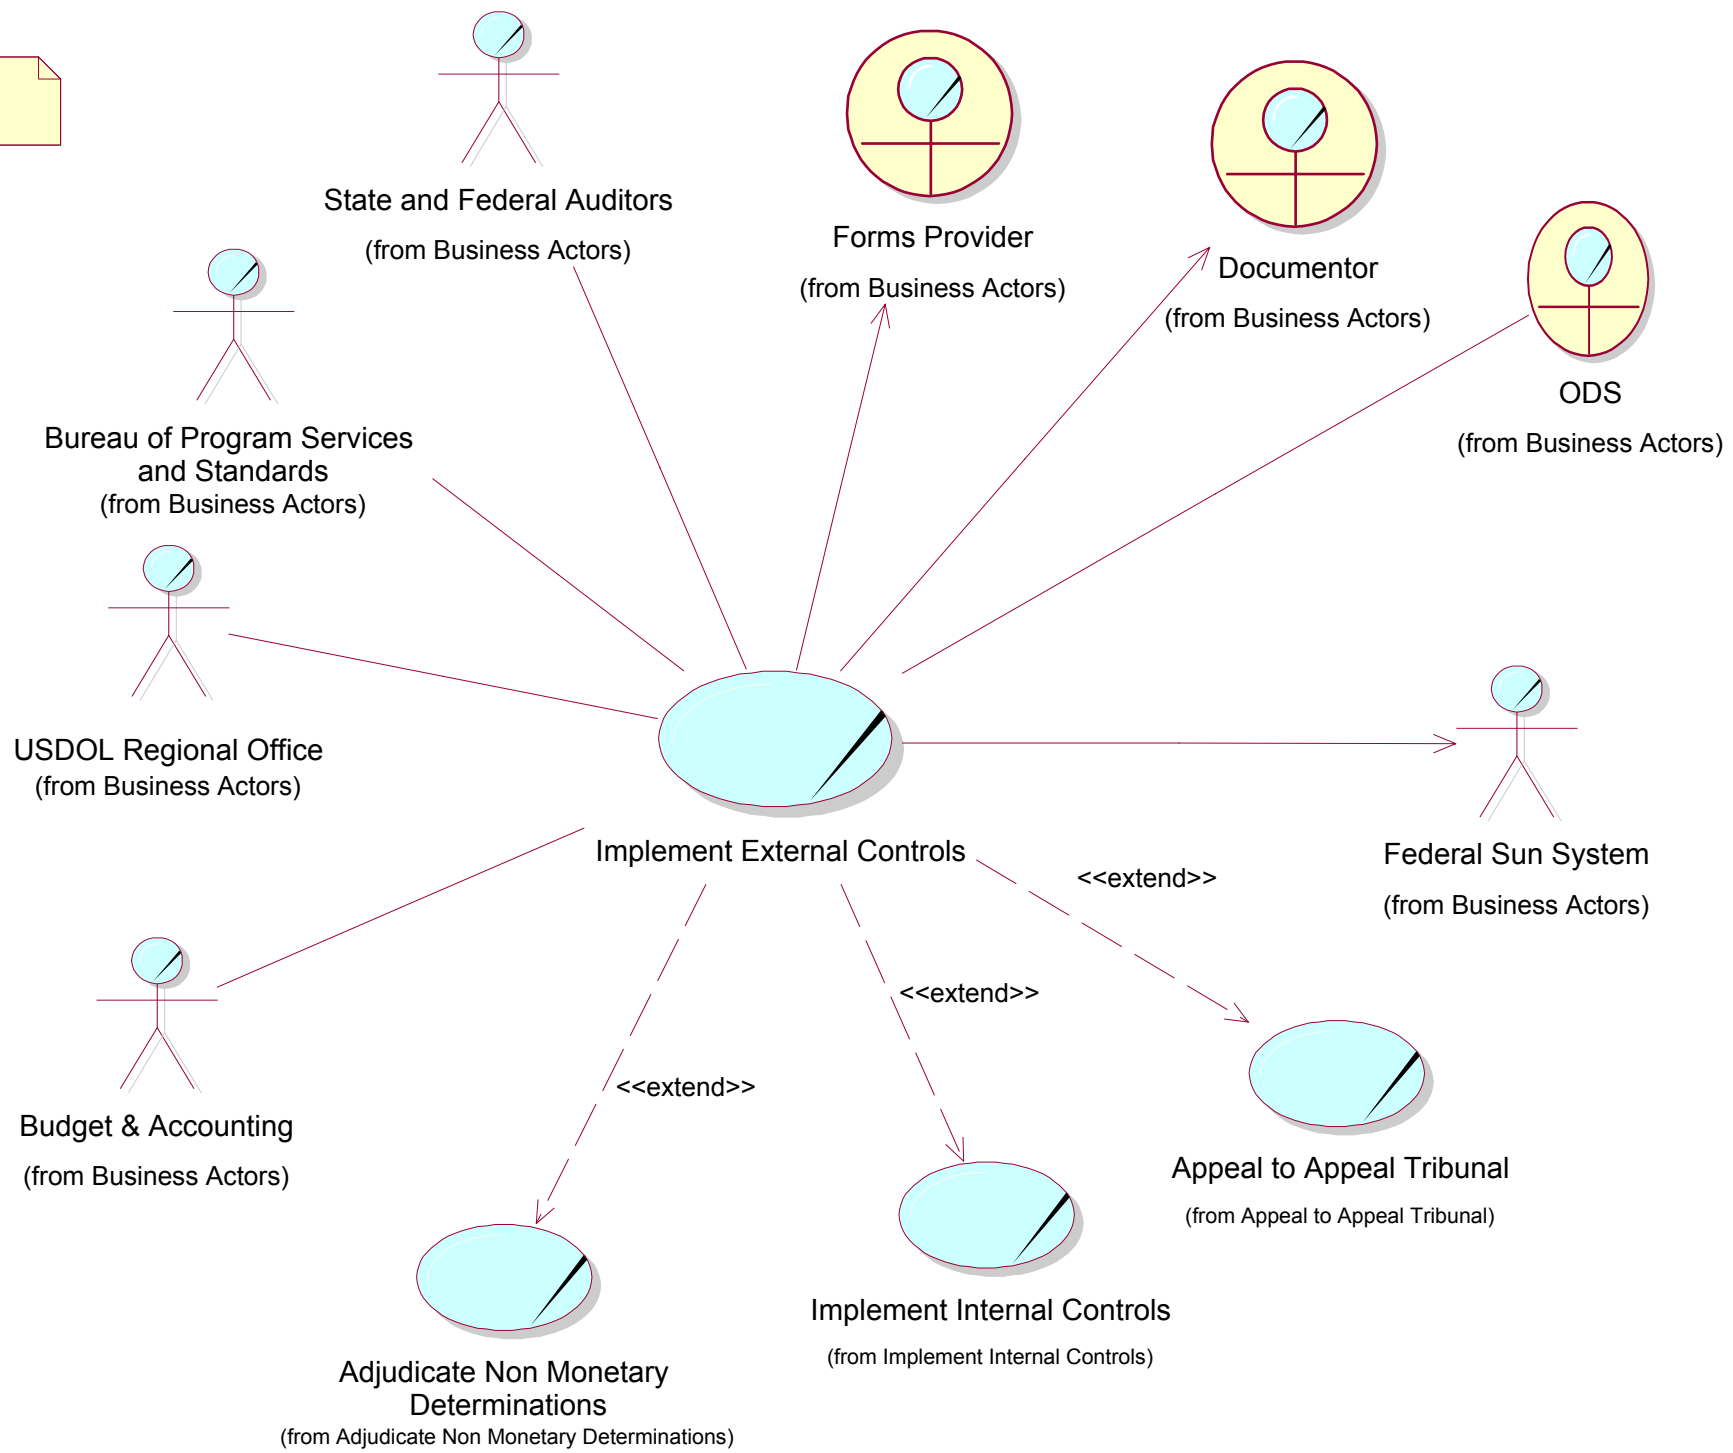 State and Federal Auditors
(from Business Actors)
Forms Provider
(from Business Actors)
Documentor
(from Business Actors)
ODS
(from Business Actors)
Bureau of Program Services
and Standards
(from Business Actors)
USDOL Regional Office
(from Business Actors)
Implement External Controls
Federal Sun System
(from Business Actors)
<<extend>>
<<extend>>
<<extend>>
Budget & Accounting
(from Business Actors)
Appeal to Appeal Tribunal
(from Appeal to Appeal Tribunal)
Implement Internal Controls
(from Implement Internal Controls)
Adjudicate Non Monetary
Determinations
(from Adjudicate Non Monetary Determinations)